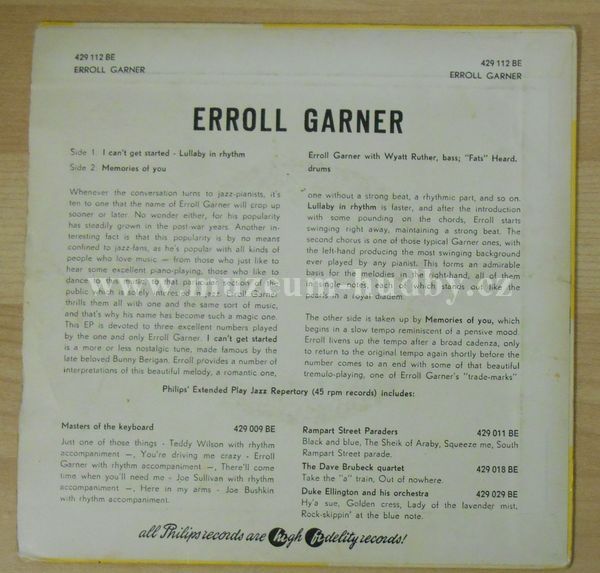 429 112 BE
ERROLL GARNER
429 112 BE
ERROLL GARNER
ERROLL GARNER
Side 1 I can't get started - Lullaby in rhythm
Side 2 Memories of you
Erroll Garner with Wyatt Ruther, bass; "Fats" Heard,
drums
Whenever the conversation turns to jazz-pianists, it's
ten to one that the name of Erroll Garner will crop up
sooner or later. No wonder either, for his popularity
has steadily grown in the post-war years. Another in-
teresting fact is that this popularity is by no means
confined to jazz-fans, as he's popular with all kinds of
people who love music — from those who just like to
hear some excellent piano-playing, those who like to
dance
public which is only interested in jazz Erroll Garner
thrills them all with one and the same sort of music,
and that's why his name has become such a magic one.
This EP is devoted to three excellent numbers played
by the one and only Erroll Garner. I can't get started
is a more or less nostalgic tune, made famous by the
late beloved Bunny Berigan. Erroll provides a number of
interpretations of this beautiful melody, a romantic one,
one without a strong beat, a rhythmic part, and so on.
Lullaby in rhythm is faster, and after the introduction
with some pounding on the chords, Erroll starts
swinging right away, maintaining a strong beat. The
second chorus is one of those typical Garner ones, with
the left-hand producing the most swinging background
ever played by any pianist. This forms an admirable
basis for the melodies in the right-hand, a hand
single notes, each of which stands out like the
pearls in a royal diadem.
The other side is taken up by Memories of you, which
begins in a slow tempo reminiscent of a pensive mood.
Erroll livens up the tempo after a broad cadenza, only
to return to the original tempo again shortly before the
number comes to an end with some of that beautiful
tremulo-playing, one of Erroll Garner's "trade-marks"
www.muzeum-hudby.cz
Philips' Extended Play Jazz Repertory (45 rpm records) includes:
Masters of the keyboard 429 009 BE
Just one of those things - Teddy Wilson with rhythm
accompaniment —, You're driving me crazy - Erroll
Garner with rhythm accompaniment —, There'll come
time when you'll need me - Joe Sullivan with rhythm
accompaniment —, Here in my arms - Joe Bushkin
with rhythm accompaniment.
Rampart Street Paraders 429 011 BE
Black and blue, The Sheik of Araby, Squeeze me, South
Rampart Street parade.
The Dave Brubeck quartet 429 018 BE
Take the "a" train, Out of nowhere.
Duke Ellington and his orchestra 429 029 BE
Hy'a sue, Golden cress, Lady of the lavender mist,
Rock-skippin' at the blue note.
all Philips records are high fidelity records!